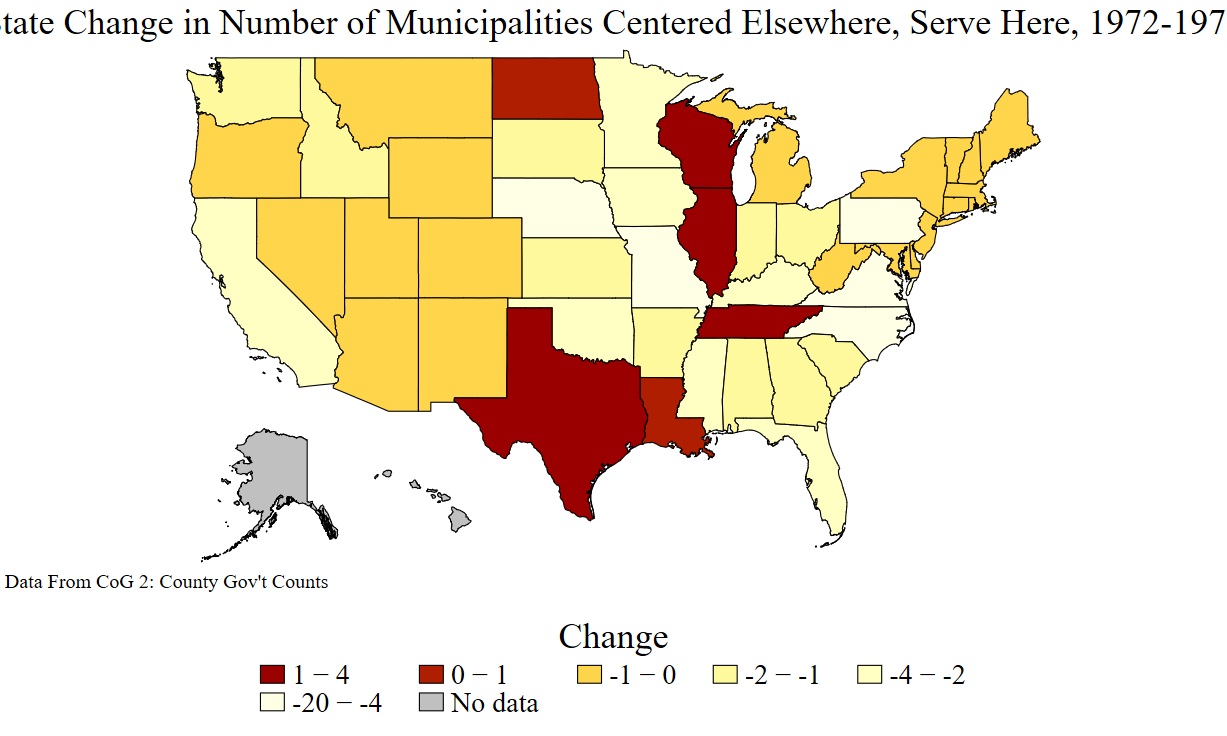 tate Change in Number of Municipalities Centered Elsewhere, Serve Here, 1972-197
Data From CoG 2: County Gov't Counts
Change
1 − 4 0 − 1 -1 − 0 -2 − -1 -4 − -2
-20 − -4 No data